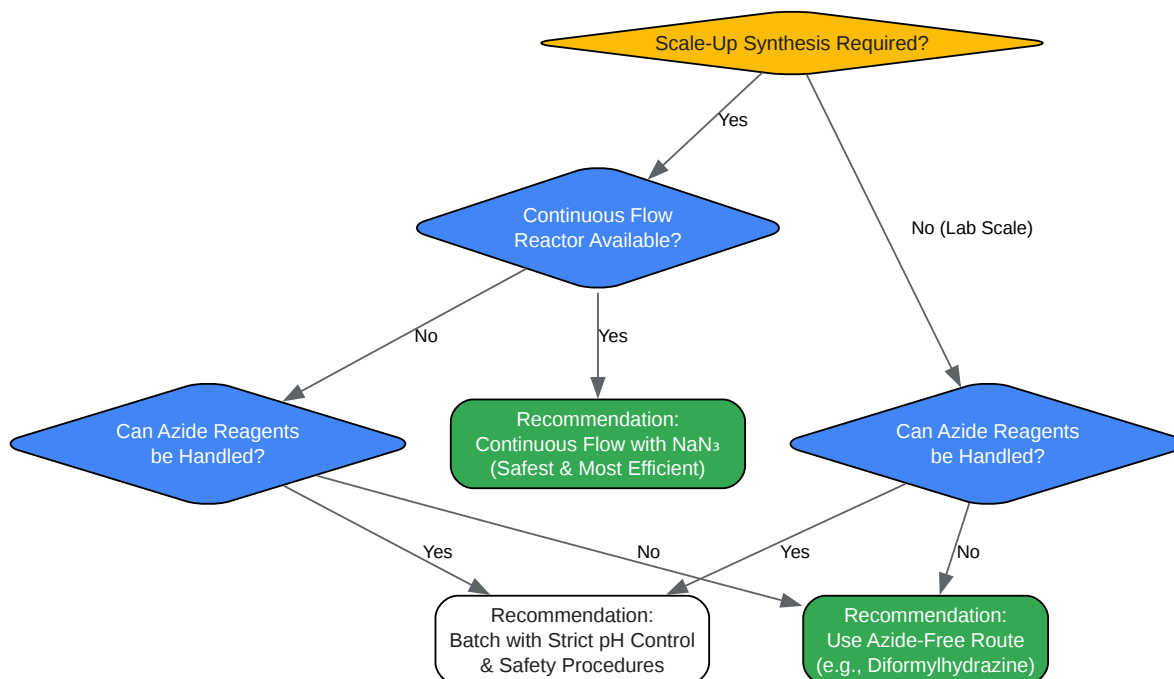 Scale-Up Synthesis Required?
Yes
Continuous Flow
Reactor Available?
No (Lab Scale)
No
Yes
Can Azide Reagents
be Handled?
Recommendation:
Continuous Flow with NaN₃
(Safest & Most Efficient)
Can Azide Reagents
be Handled?
Yes
No
Yes
No
Recommendation:
Batch with Strict pH Control
& Safety Procedures
Recommendation:
Use Azide-Free Route
(e.g., Diformylhydrazine)